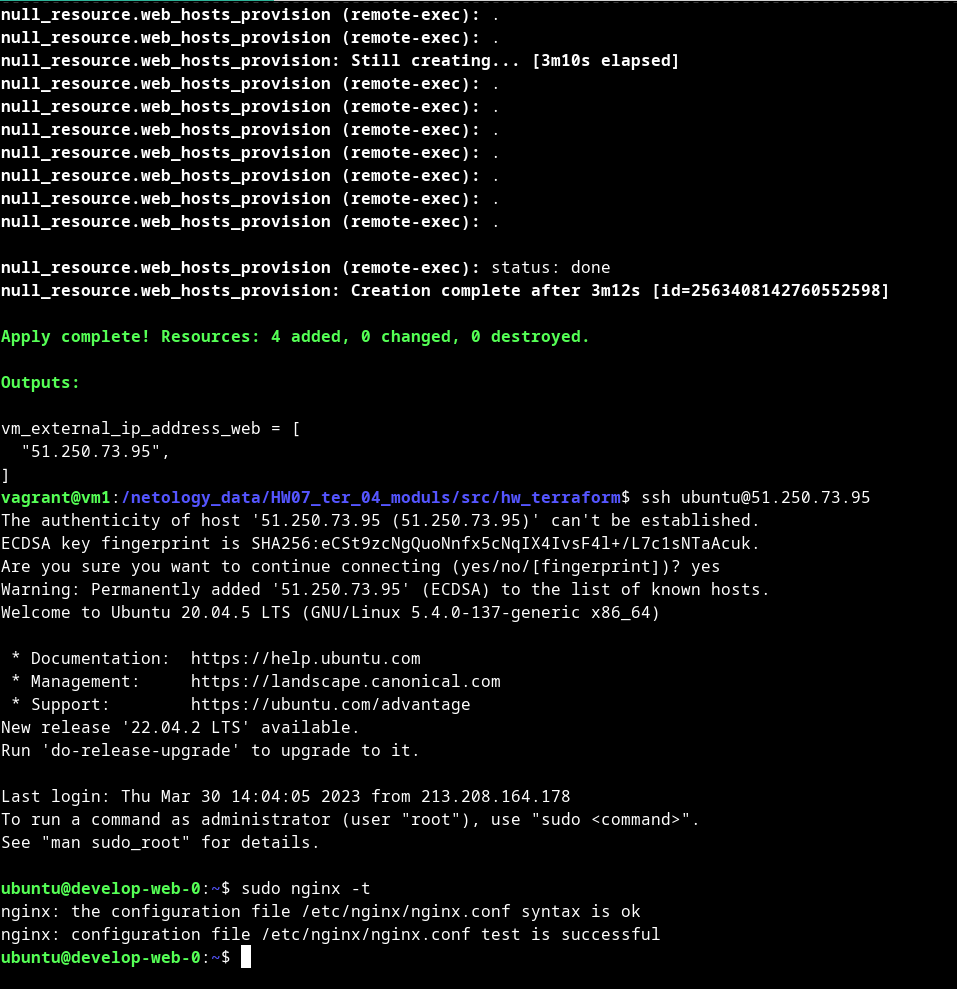 null_resource.web_hosts_provision (remote-exec): .
null_resource.web_hosts_provision (remote-exec): .
null_resource.web_hosts_provision: Still creating... [3m10s elapsed]
null_resource.web_hosts_provision (remote-exec): .
null_resource.web_hosts_provision (remote-exec): .
null_resource.web_hosts_provision (remote-exec): .
null_resource.web_hosts_provision (remote-exec): .
null_resource.web_hosts_provision (remote-exec): .
null_resource.web_hosts_provision (remote-exec): .
null_resource.web_hosts_provision (remote-exec): .
null_resource.web_hosts_provision (remote-exec): status: done
null_resource.web_hosts_provision: Creation complete after 3m12s [id=2563408142760552598]
Apply complete! Resources: 4 added, 0 changed, 0 destroyed.
Outputs:
vm_external_ip_address_web = [
  "51.250.73.95",
]
vagrant@vm1:/netology_data/HW07_ter_04_moduls/src/hw_terraform$ ssh ubuntu@51.250.73.95
The authenticity of host '51.250.73.95 (51.250.73.95)' can't be established.
ECDSA key fingerprint is SHA256:eCSt9zcNgQuoNnfx5cNqIX4IvsF4l+/L7c1sNTaAcuk.
Are you sure you want to continue connecting (yes/no/[fingerprint])? yes
Warning: Permanently added '51.250.73.95' (ECDSA) to the list of known hosts.
Welcome to Ubuntu 20.04.5 LTS (GNU/Linux 5.4.0-137-generic x86_64)
 * Documentation:  https://help.ubuntu.com
 * Management:     https://landscape.canonical.com
 * Support:        https://ubuntu.com/advantage
New release '22.04.2 LTS' available.
Run 'do-release-upgrade' to upgrade to it.
Last login: Thu Mar 30 14:04:05 2023 from 213.208.164.178
To run a command as administrator (user "root"), use "sudo <command>".
See "man sudo_root" for details.
ubuntu@develop-web-0:~$ sudo nginx -t
nginx: the configuration file /etc/nginx/nginx.conf syntax is ok
nginx: configuration file /etc/nginx/nginx.conf test is successful
ubuntu@develop-web-0:~$